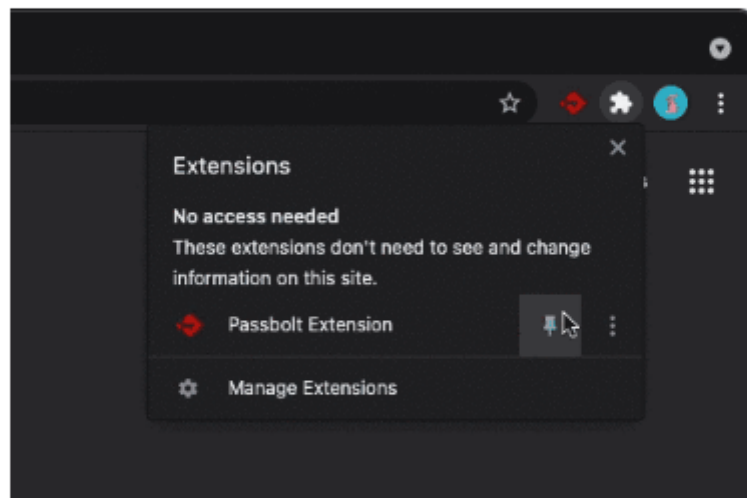 Extensions
No access needed
These extensions don't need to see and change
information on this site.
Passbolt Extension
Manage Extensions